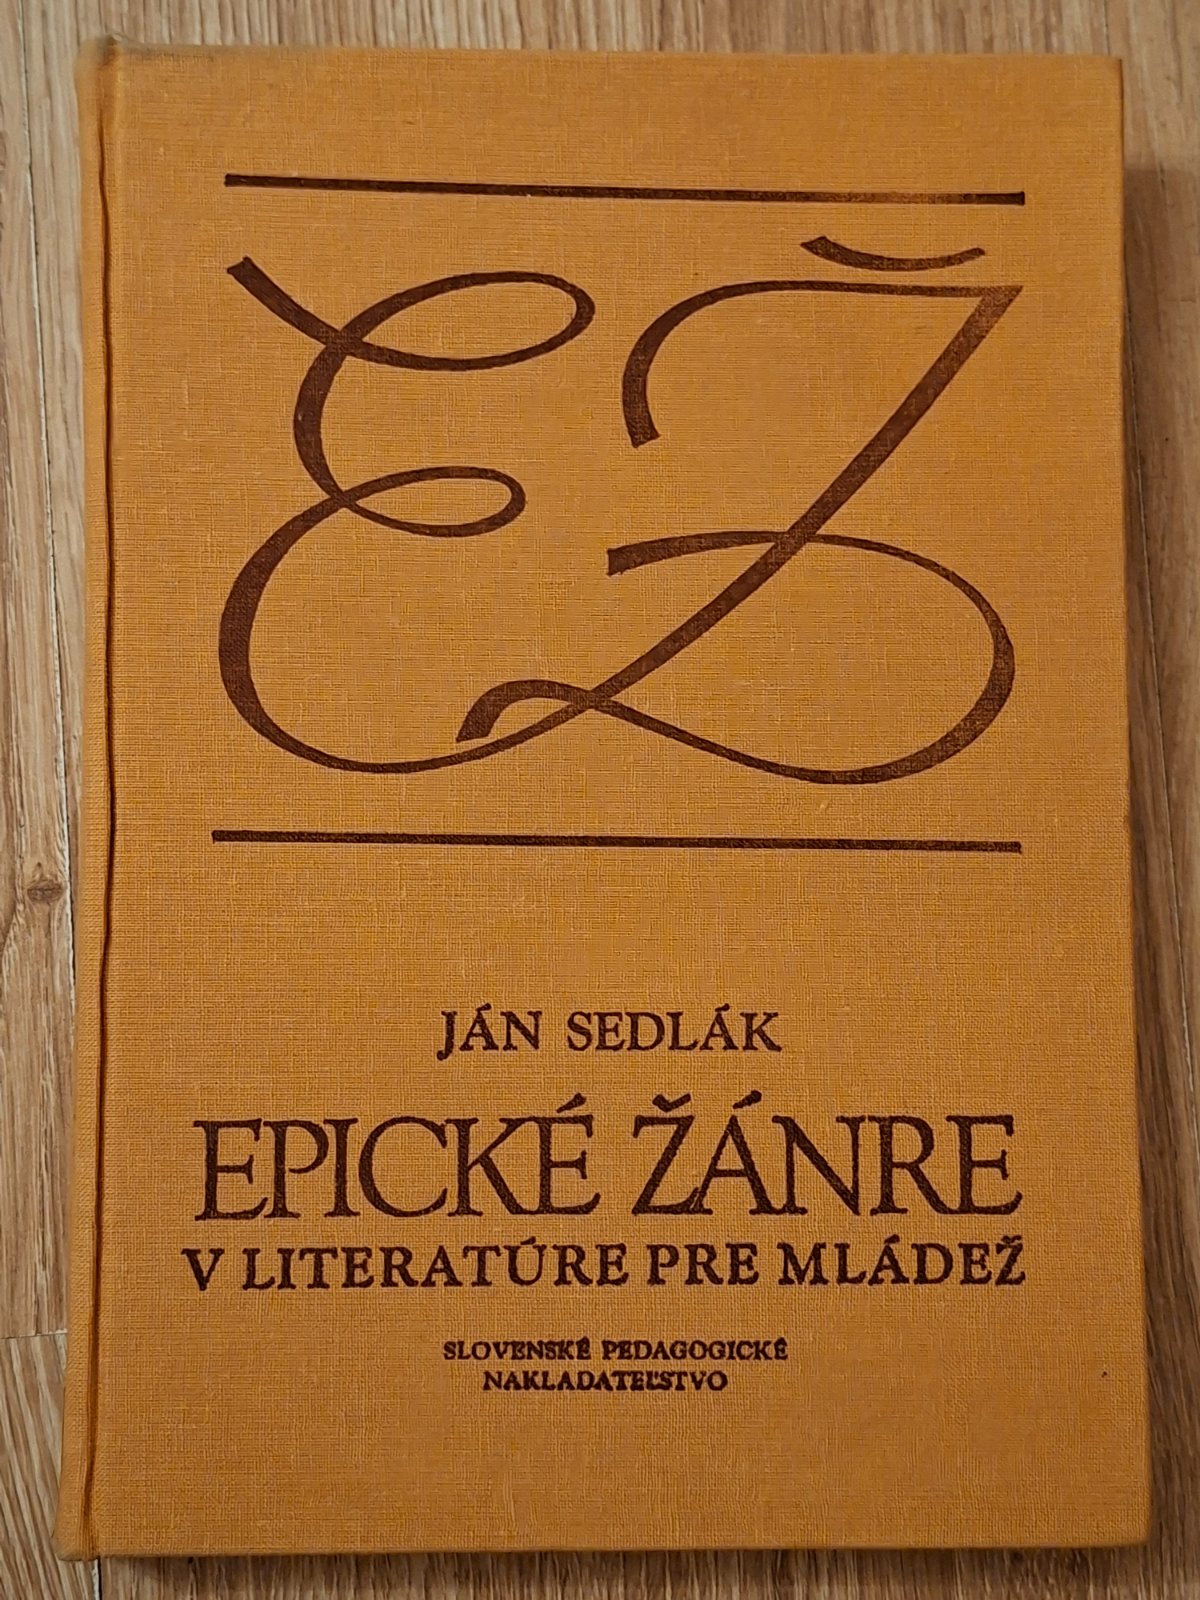 EŽ
JÁN SEDLÁK
EPICKÉ ŽÁNRE
V LITERATÚRE PRE MLÁDEŽ
SLOVENSKÉ PEDAGOGICKÉ
NAKLADATEĽSTVO